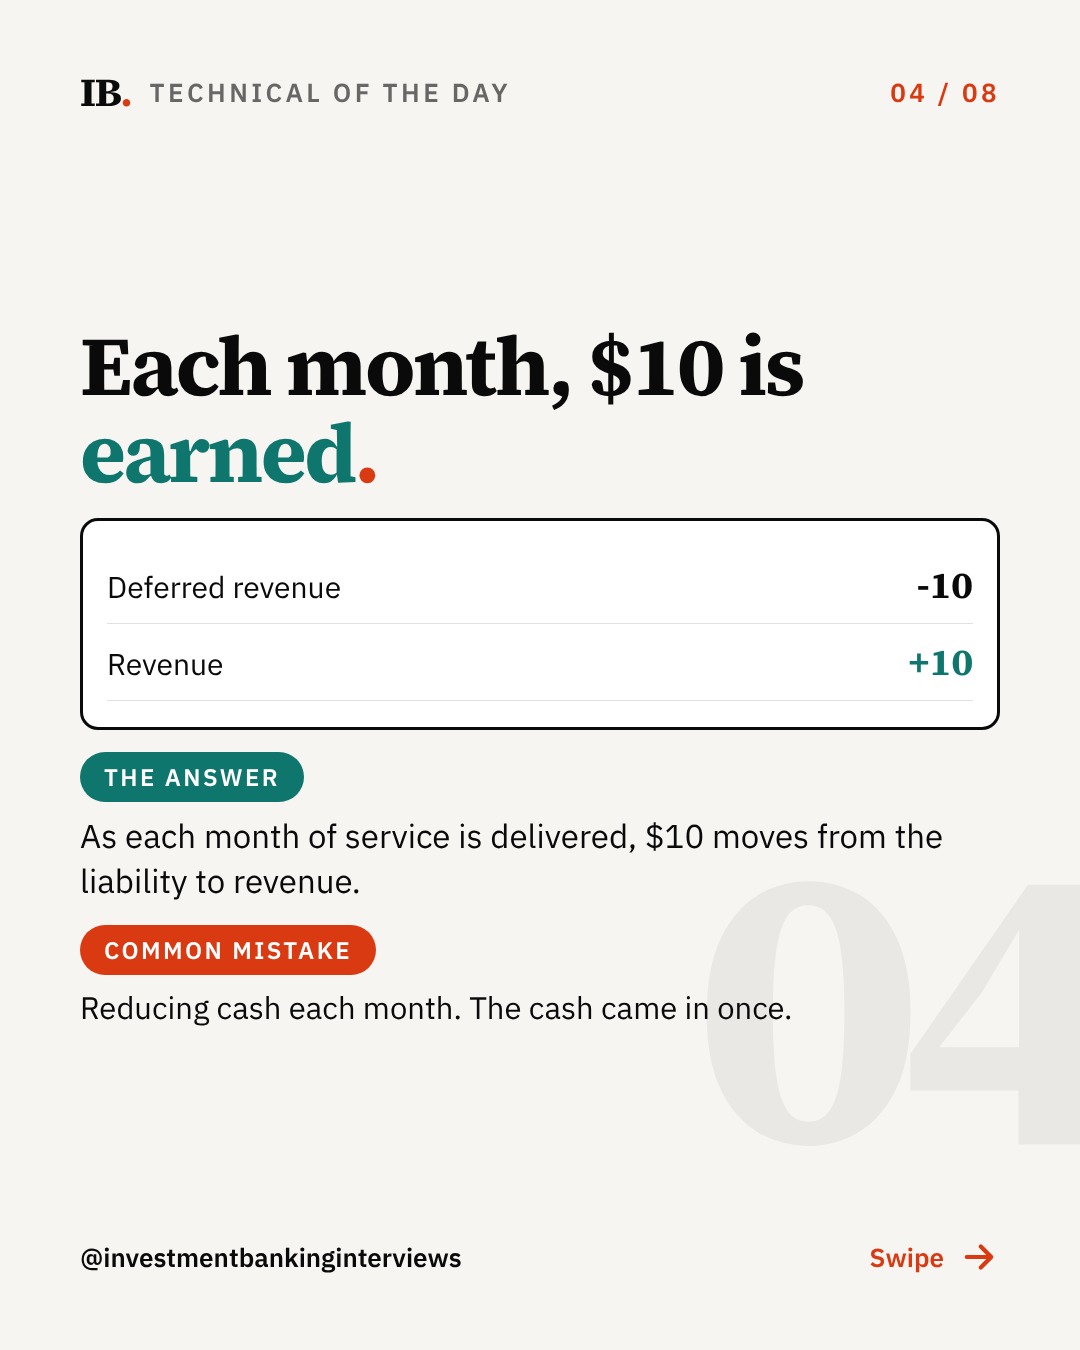 IB. TECHNICAL OF THE DAY
04 / 08
Each month, $10 is
earned.
Deferred revenue -10
Revenue +10
THE ANSWER
As each month of service is delivered, $10 moves from the
liability to revenue.
COMMON MISTAKE
Reducing cash each month. The cash came in once.
04
@investmentbankinginterviews
Swipe →